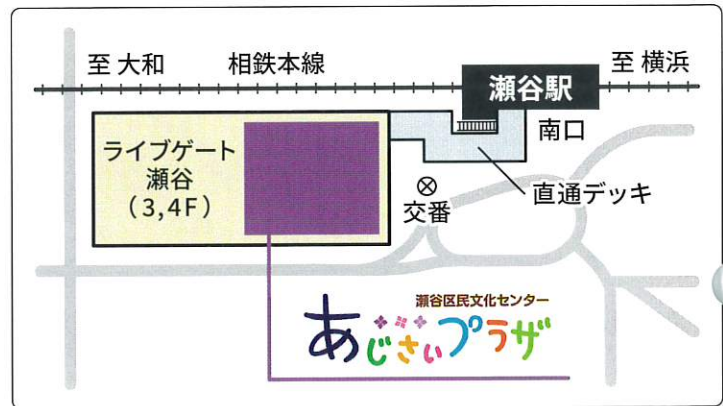 至 大和
相鉄本線
瀬谷駅
至 横浜
ライブゲート
瀬谷
（3,4F）
南口
交番
直通デッキ
瀬谷区民文化センター
あじさいプラザ